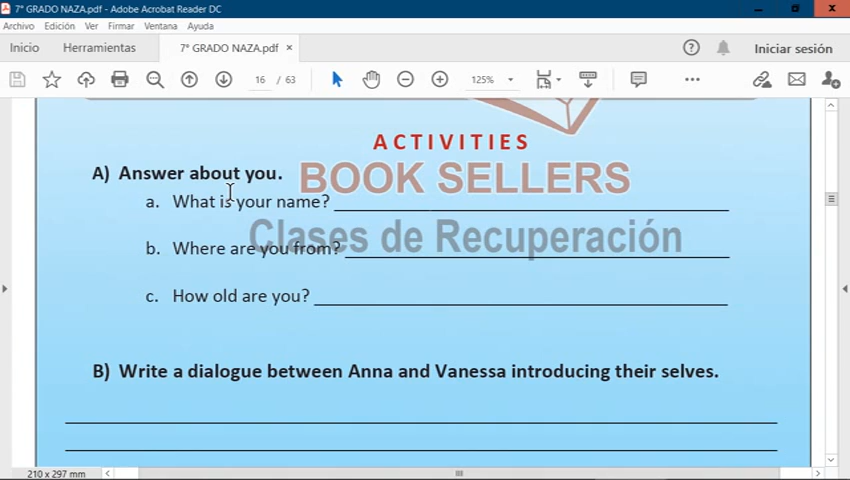 7° GRADO NAZA.pdf - Adobe Acrobat Reader DC
Archivo Edición Ver Firmar Ventana Ayuda
Inicio Herramientas 7° GRADO NAZA.pdf × Iniciar sesión
16 / 63 125%
ACTIVITIES
BOOK SELLERS
A) Answer about you.
a. What is your name?
Clases de Recuperación
b. Where are you from?
c. How old are you?
B) Write a dialogue between Anna and Vanessa introducing their selves.
210 x 297 mm